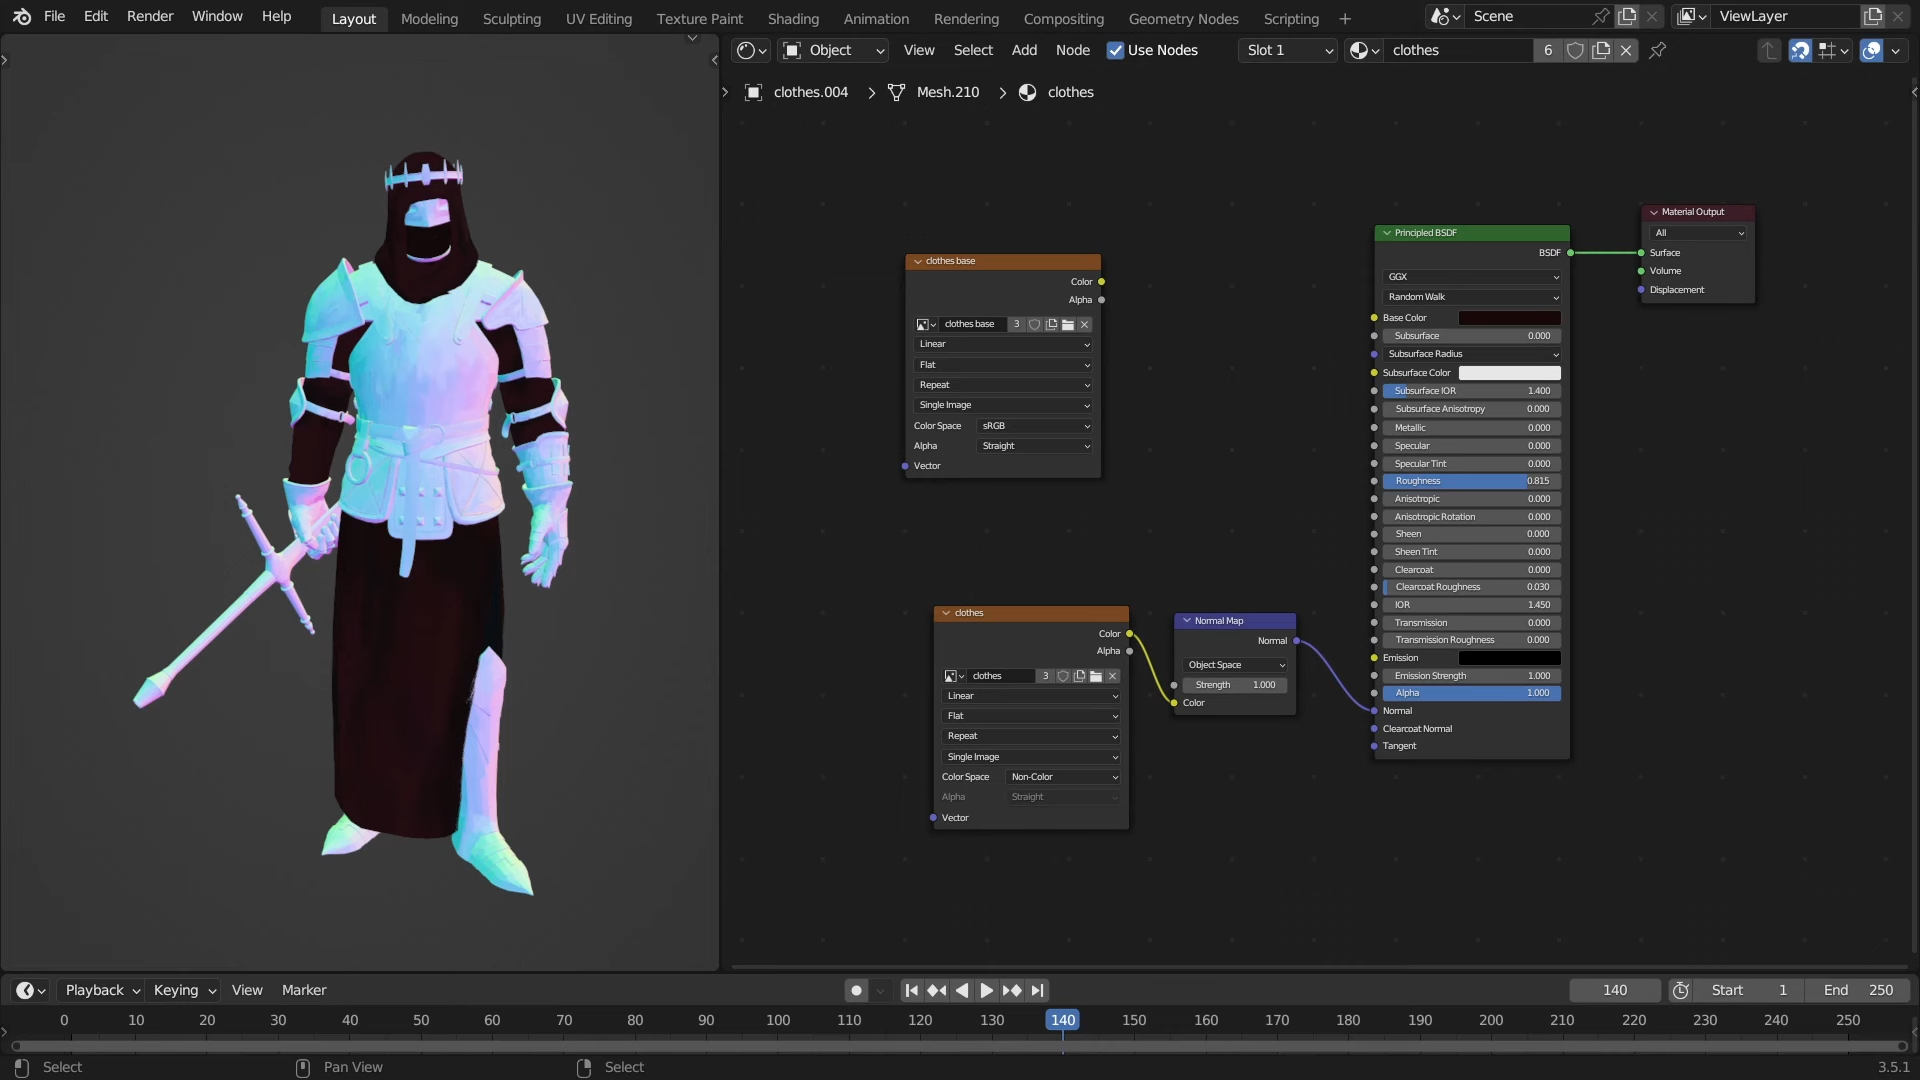 File Edit Render Window Help Layout Modeling Sculpting UV Editing Texture Paint Shading Animation Rendering Compositing Geometry Nodes Scripting + Scene ViewLayer
Object View Select Add Node Use Nodes Slot 1 clothes 6
clothes.004 > Mesh.210 > clothes
Material Output
All
Surface
Volume
Displacement
Principled BSDF
BSDF
GGX
Random Walk
Base Color
Subsurface 0.000
Subsurface Radius
Subsurface Color
Subsurface IOR 1.400
Subsurface Anisotropy 0.000
Metallic 0.000
Specular 0.000
Specular Tint 0.000
Roughness 0.815
Anisotropic 0.000
Anisotropic Rotation 0.000
Sheen 0.000
Sheen Tint 0.000
Clearcoat 0.000
Clearcoat Roughness 0.030
IOR 1.450
Transmission 0.000
Transmission Roughness 0.000
Emission
Emission Strength 1.000
Alpha 1.000
Normal
Clearcoat Normal
Tangent
clothes base
Color
Alpha
clothes base 3
Linear
Flat
Repeat
Single Image
Color Space sRGB
Alpha Straight
Vector
clothes
Color
Alpha
clothes 3
Linear
Flat
Repeat
Single Image
Color Space Non-Color
Alpha Straight
Vector
Normal Map
Normal
Object Space
Strength 1.000
Color
Playback Keying View Marker 140 Start 1 End 250
0 10 20 30 40 50 60 70 80 90 100 110 120 130 140 150 160 170 180 190 200 210 220 230 240 250
Select Pan View Select 3.5.1